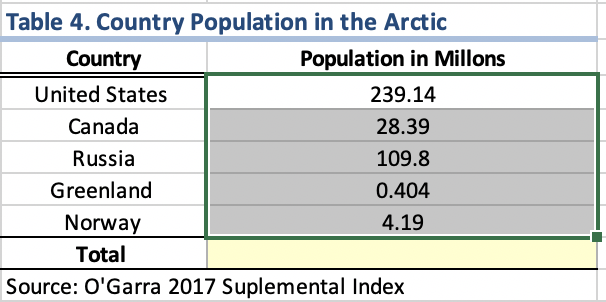 Table 4. Country Population in the Arctic
Country Population in Millons
United States 239.14
Canada 28.39
Russia 109.8
Greenland 0.404
Norway 4.19
Total
Source: O'Garra 2017 Suplemental Index